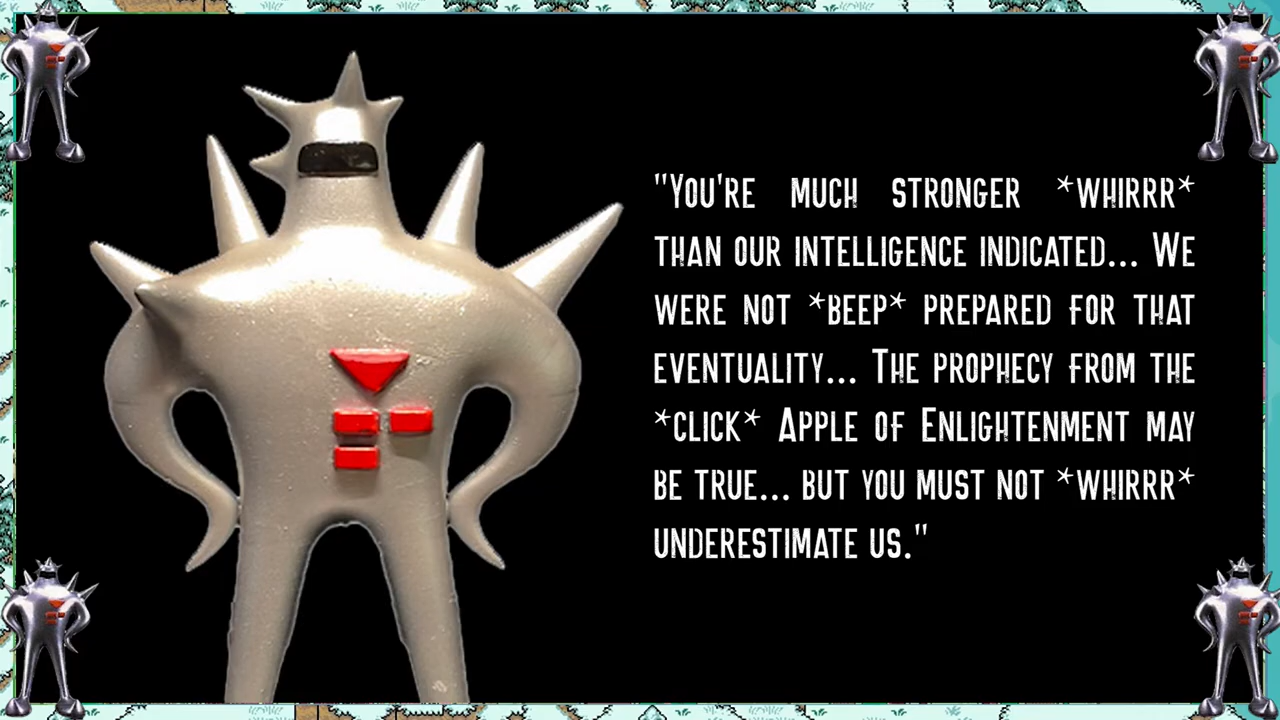 "You're much stronger *whirrr*
than our intelligence indicated... We
were not *beep* prepared for that
eventuality... The prophecy from the
*click* Apple of Enlightenment may
be true... but you must not *whirrr*
underestimate us."